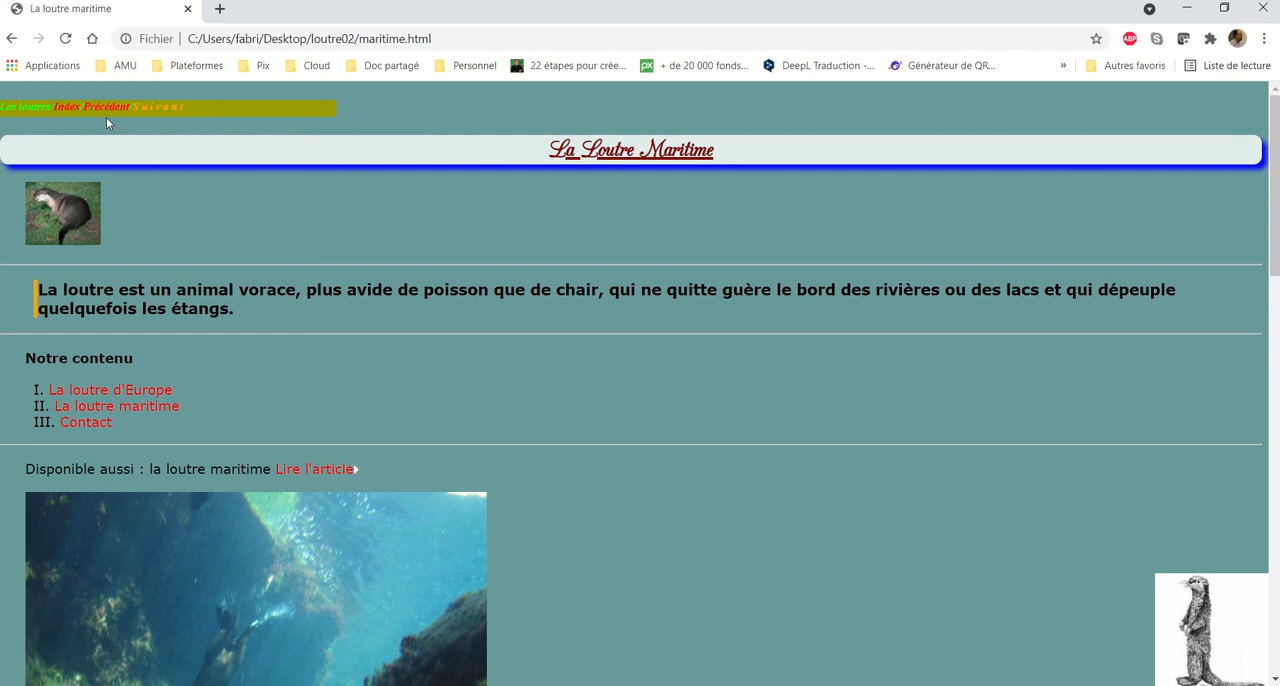 La loutre maritime
Fichier C:/Users/fabri/Desktop/loutre02/maritime.html
ABP
Applications AMU Plateformes Pix Cloud Doc partagé Personnel 22 étapes pour crée... + de 20 000 fonds... DeepL Traduction -... Générateur de QR... » Autres favoris Liste de lecture
Les loutres/Index Précédent Suivant
La Loutre Maritime
La loutre est un animal vorace, plus avide de poisson que de chair, qui ne quitte guère le bord des rivières ou des lacs et qui dépeuple
quelquefois les étangs.
Notre contenu
I. La loutre d'Europe
II. La loutre maritime
III. Contact
Disponible aussi : la loutre maritime Lire l'article